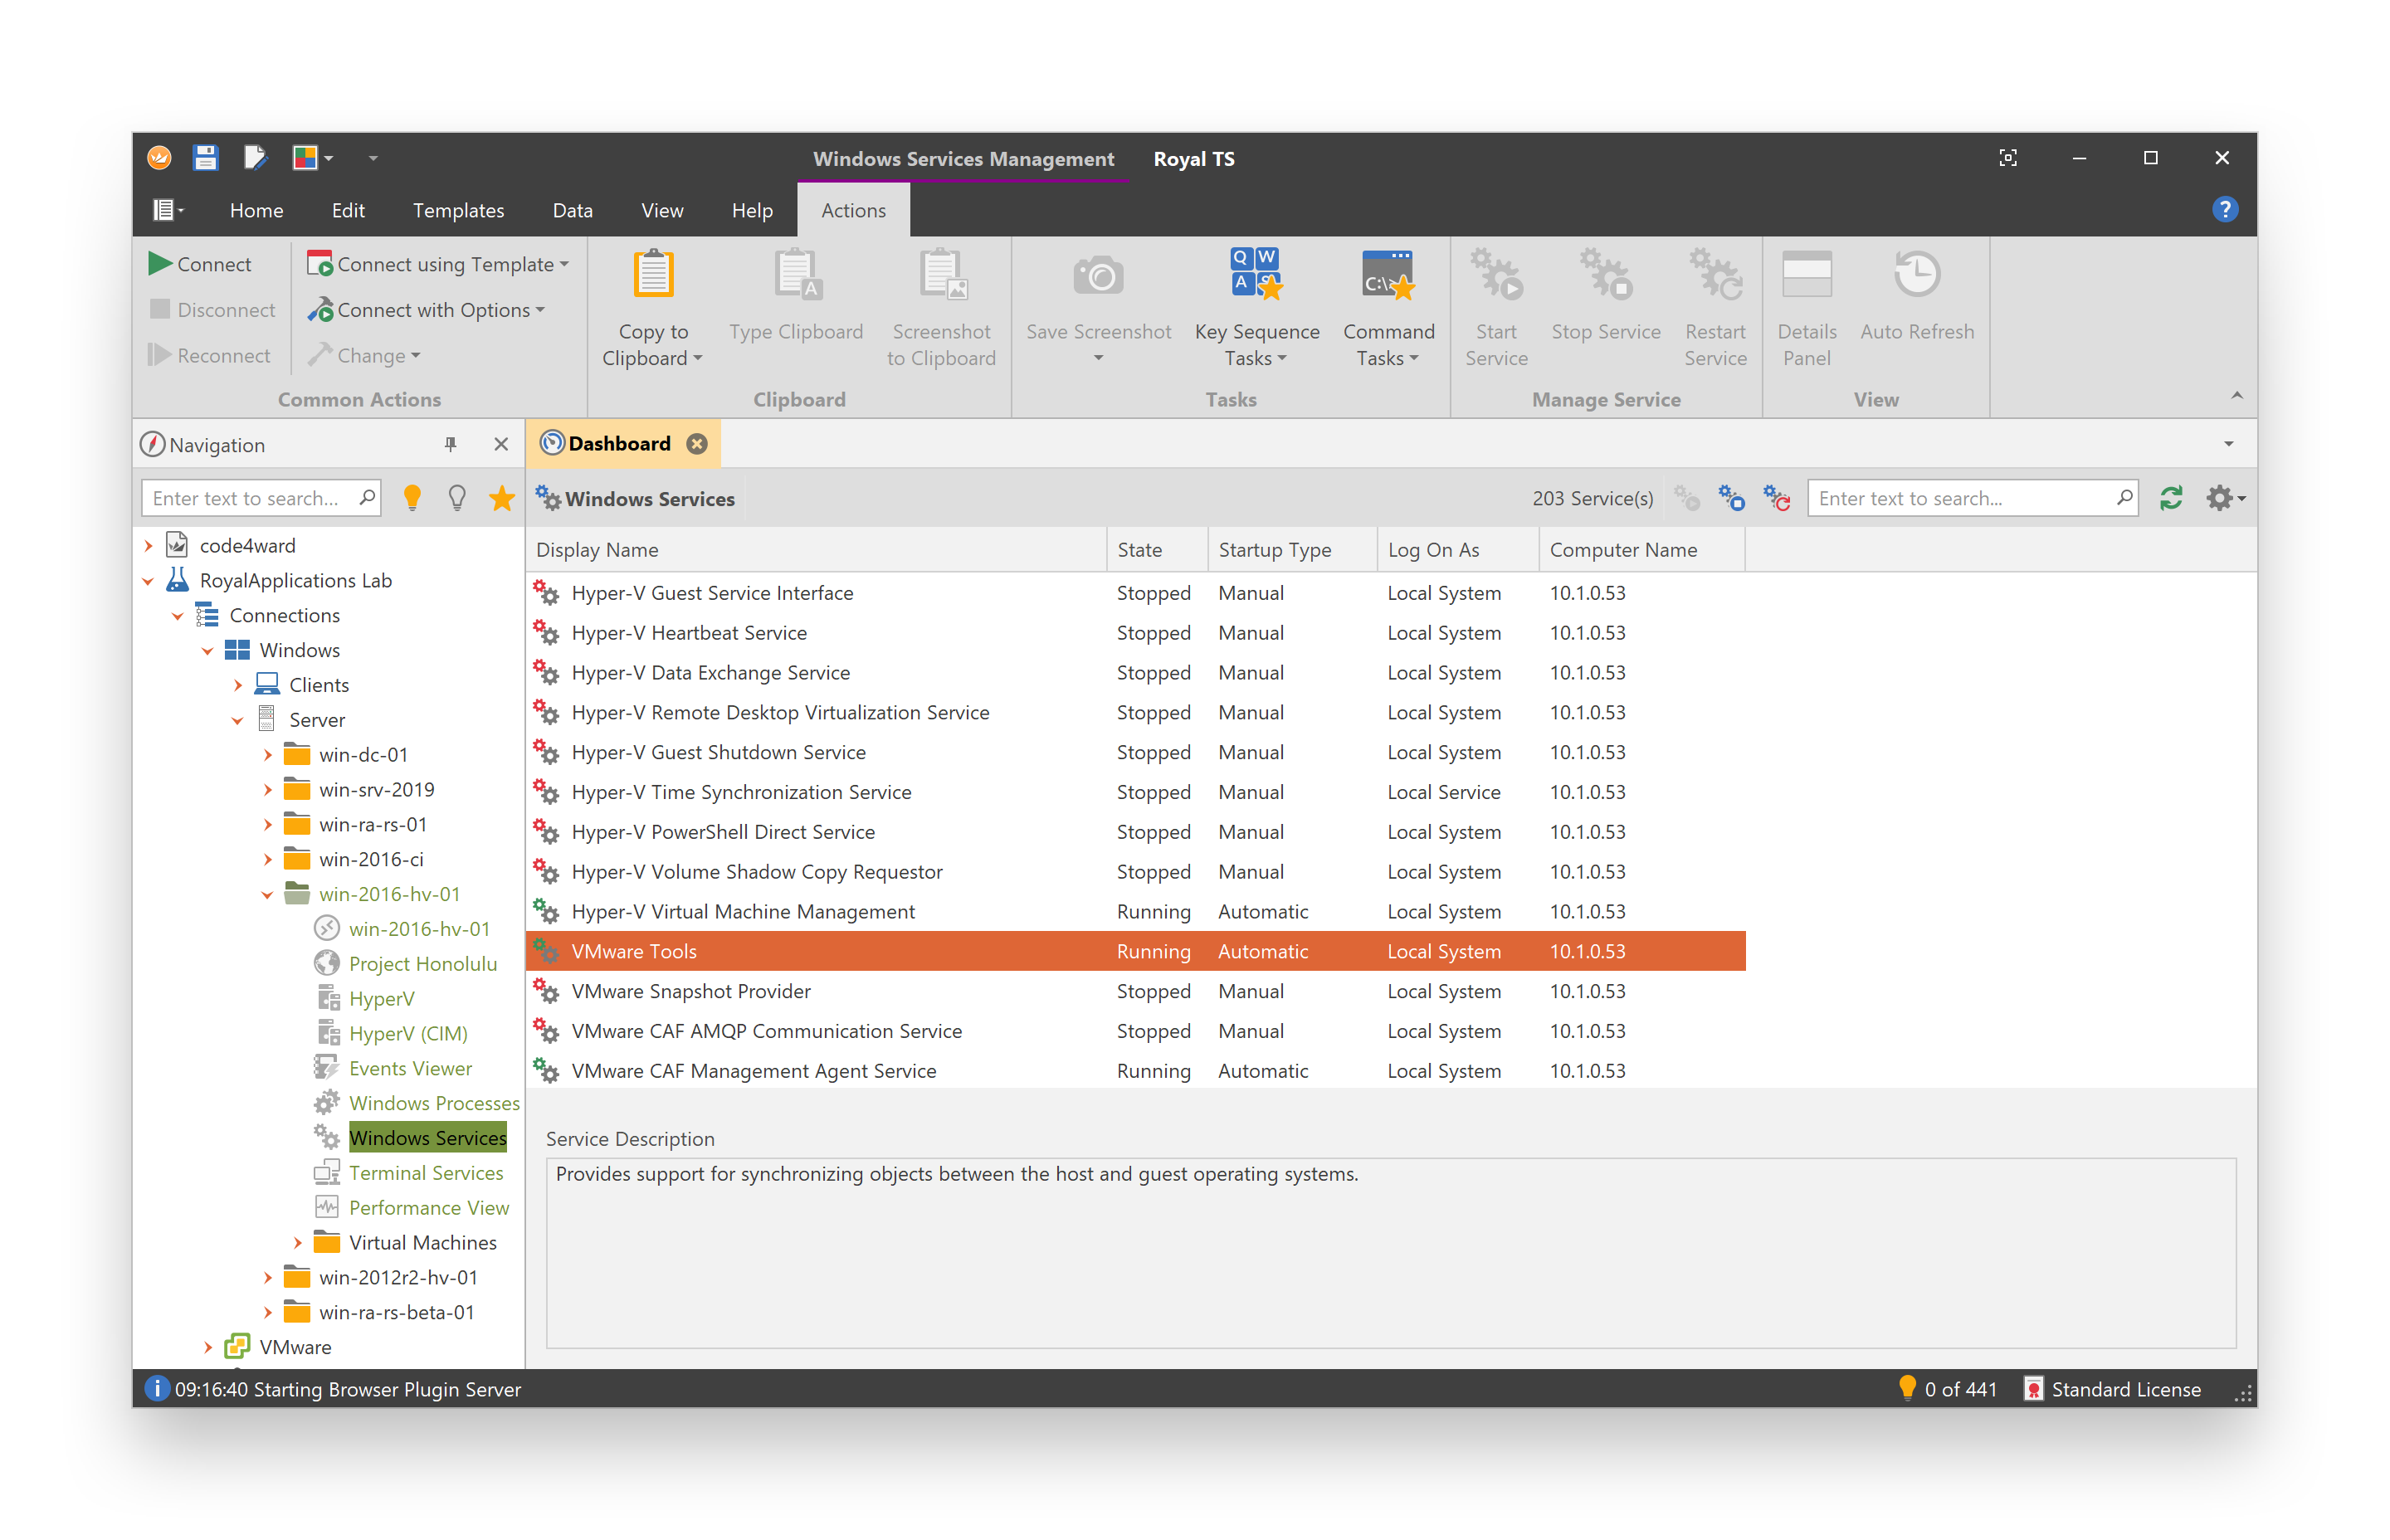 Windows Services Management Royal TS
Home Edit Templates Data View Help Actions
Connect
Disconnect
Reconnect
Connect using Template
Connect with Options
Change
Common Actions
Copy to
Clipboard
Type Clipboard
Screenshot
to Clipboard
Clipboard
Save Screenshot
Key Sequence
Tasks
Command
Tasks
Tasks
Start
Service
Stop Service
Restart
Service
Manage Service
Details
Panel
Auto Refresh
View
Navigation
Enter text to search...
code4ward
RoyalApplications Lab
Connections
Windows
Clients
Server
win-dc-01
win-srv-2019
win-ra-rs-01
win-2016-ci
win-2016-hv-01
win-2016-hv-01
Project Honolulu
HyperV
HyperV (CIM)
Events Viewer
Windows Processes
Windows Services
Terminal Services
Performance View
Virtual Machines
win-2012r2-hv-01
win-ra-rs-beta-01
VMware
Dashboard
Windows Services 203 Service(s) Enter text to search...
Display Name State Startup Type Log On As Computer Name
Hyper-V Guest Service Interface Stopped Manual Local System 10.1.0.53
Hyper-V Heartbeat Service Stopped Manual Local System 10.1.0.53
Hyper-V Data Exchange Service Stopped Manual Local System 10.1.0.53
Hyper-V Remote Desktop Virtualization Service Stopped Manual Local System 10.1.0.53
Hyper-V Guest Shutdown Service Stopped Manual Local System 10.1.0.53
Hyper-V Time Synchronization Service Stopped Manual Local Service 10.1.0.53
Hyper-V PowerShell Direct Service Stopped Manual Local System 10.1.0.53
Hyper-V Volume Shadow Copy Requestor Stopped Manual Local System 10.1.0.53
Hyper-V Virtual Machine Management Running Automatic Local System 10.1.0.53
VMware Tools Running Automatic Local System 10.1.0.53
VMware Snapshot Provider Stopped Manual Local System 10.1.0.53
VMware CAF AMQP Communication Service Stopped Manual Local System 10.1.0.53
VMware CAF Management Agent Service Running Automatic Local System 10.1.0.53
Service Description
Provides support for synchronizing objects between the host and guest operating systems.
09:16:40 Starting Browser Plugin Server 0 of 441 Standard License